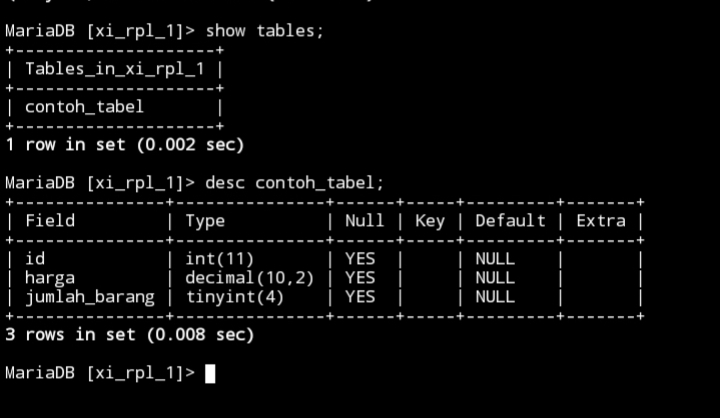 MariaDB [xi_rpl_1]> show tables;
+--------------------+
| Tables_in_xi_rpl_1 |
+--------------------+
| contoh_tabel       |
+--------------------+
1 row in set (0.002 sec)
MariaDB [xi_rpl_1]> desc contoh_tabel;
+---------------+---------------+------+-----+---------+-------+
| Field         | Type          | Null | Key | Default | Extra |
+---------------+---------------+------+-----+---------+-------+
| id            | int(11)       | YES  |     | NULL    |       |
| harga         | decimal(10,2) | YES  |     | NULL    |       |
| jumlah_barang | tinyint(4)    | YES  |     | NULL    |       |
+---------------+---------------+------+-----+---------+-------+
3 rows in set (0.008 sec)
MariaDB [xi_rpl_1]>